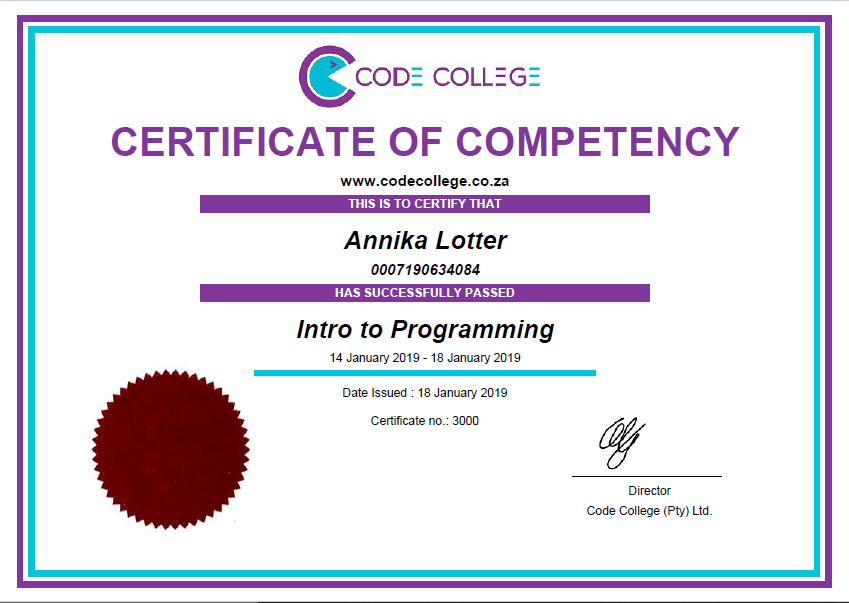 CODE COLLEGE
CERTIFICATE OF COMPETENCY
www.codecollege.co.za
THIS IS TO CERTIFY THAT
Annika Lotter
0007190634084
HAS SUCCESSFULLY PASSED
Intro to Programming
14 January 2019 - 18 January 2019
Date Issued : 18 January 2019
Certificate no.: 3000
Director
Code College (Pty) Ltd.